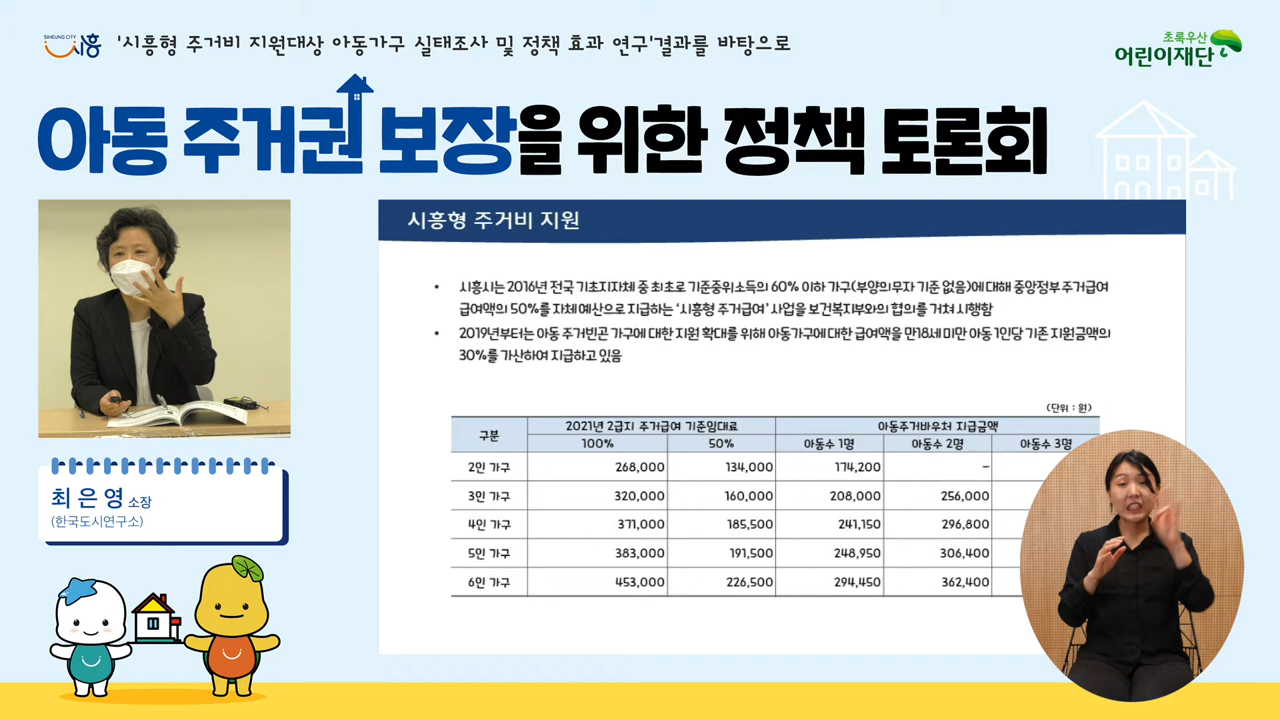 SIHEUNG CITY
시흥
'시흥형 주거비 지원대상 아동가구 실태조사 및 정책 효과 연구'결과를 바탕으로
초록우산
어린이재단
아동 주거권 보장을 위한 정책 토론회
시흥형 주거비 지원
• 시흥시는 2016년 전국 기초지자체 중 최초로 기준중위소득의 60% 이하 가구(부양의무자 기준 없음)에 대해 중앙정부 주거급여
급여액의 50%를 자체 예산으로 지급하는 '시흥형 주거급여' 사업을 보건복지부와의 협의를 거쳐 시행함
• 2019년부터는 아동 주거빈곤 가구에 대한 지원 확대를 위해 아동가구에 대한 급여액을 만18세 미만 아동 1인당 기존 지원금액의
30%를 가산하여 지급하고 있음
(단위 : 원)
구분 2021년 2급지 주거급여 기준임대료 아동주거바우처 지급금액
100% 50% 아동수 1명 아동수 2명 아동수 3명
2인 가구 268,000 134,000 174,200 –
3인 가구 320,000 160,000 208,000 256,000
4인 가구 371,000 185,500 241,150 296,800
5인 가구 383,000 191,500 248,950 306,400
6인 가구 453,000 226,500 294,450 362,400
최은영 소장
(한국도시연구소)